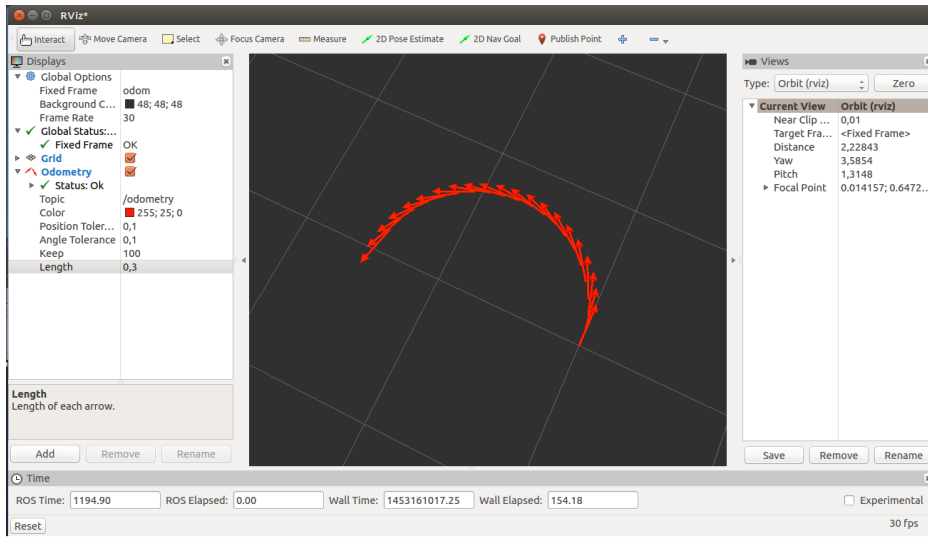 RViz*
Interact Move Camera Select Focus Camera Measure 2D Pose Estimate 2D Nav Goal Publish Point
Displays
Global Options
Fixed Frame odom
Background C... 48; 48; 48
Frame Rate 30
Global Status:...
Fixed Frame OK
Grid
Odometry
Status: Ok
Topic /odometry
Color 255; 25; 0
Position Toler... 0,1
Angle Tolerance 0,1
Keep 100
Length 0,3
Length
Length of each arrow.
Add Remove Rename
Views
Type: Orbit (rviz) Zero
Current View Orbit (rviz)
Near Clip ... 0,01
Target Fra... <Fixed Frame>
Distance 2,22843
Yaw 3,5854
Pitch 1,3148
Focal Point 0.014157; 0.6472...
Save Remove Rename
Time
ROS Time: 1194.90 ROS Elapsed: 0.00 Wall Time: 1453161017.25 Wall Elapsed: 154.18 Experimental
Reset 30 fps